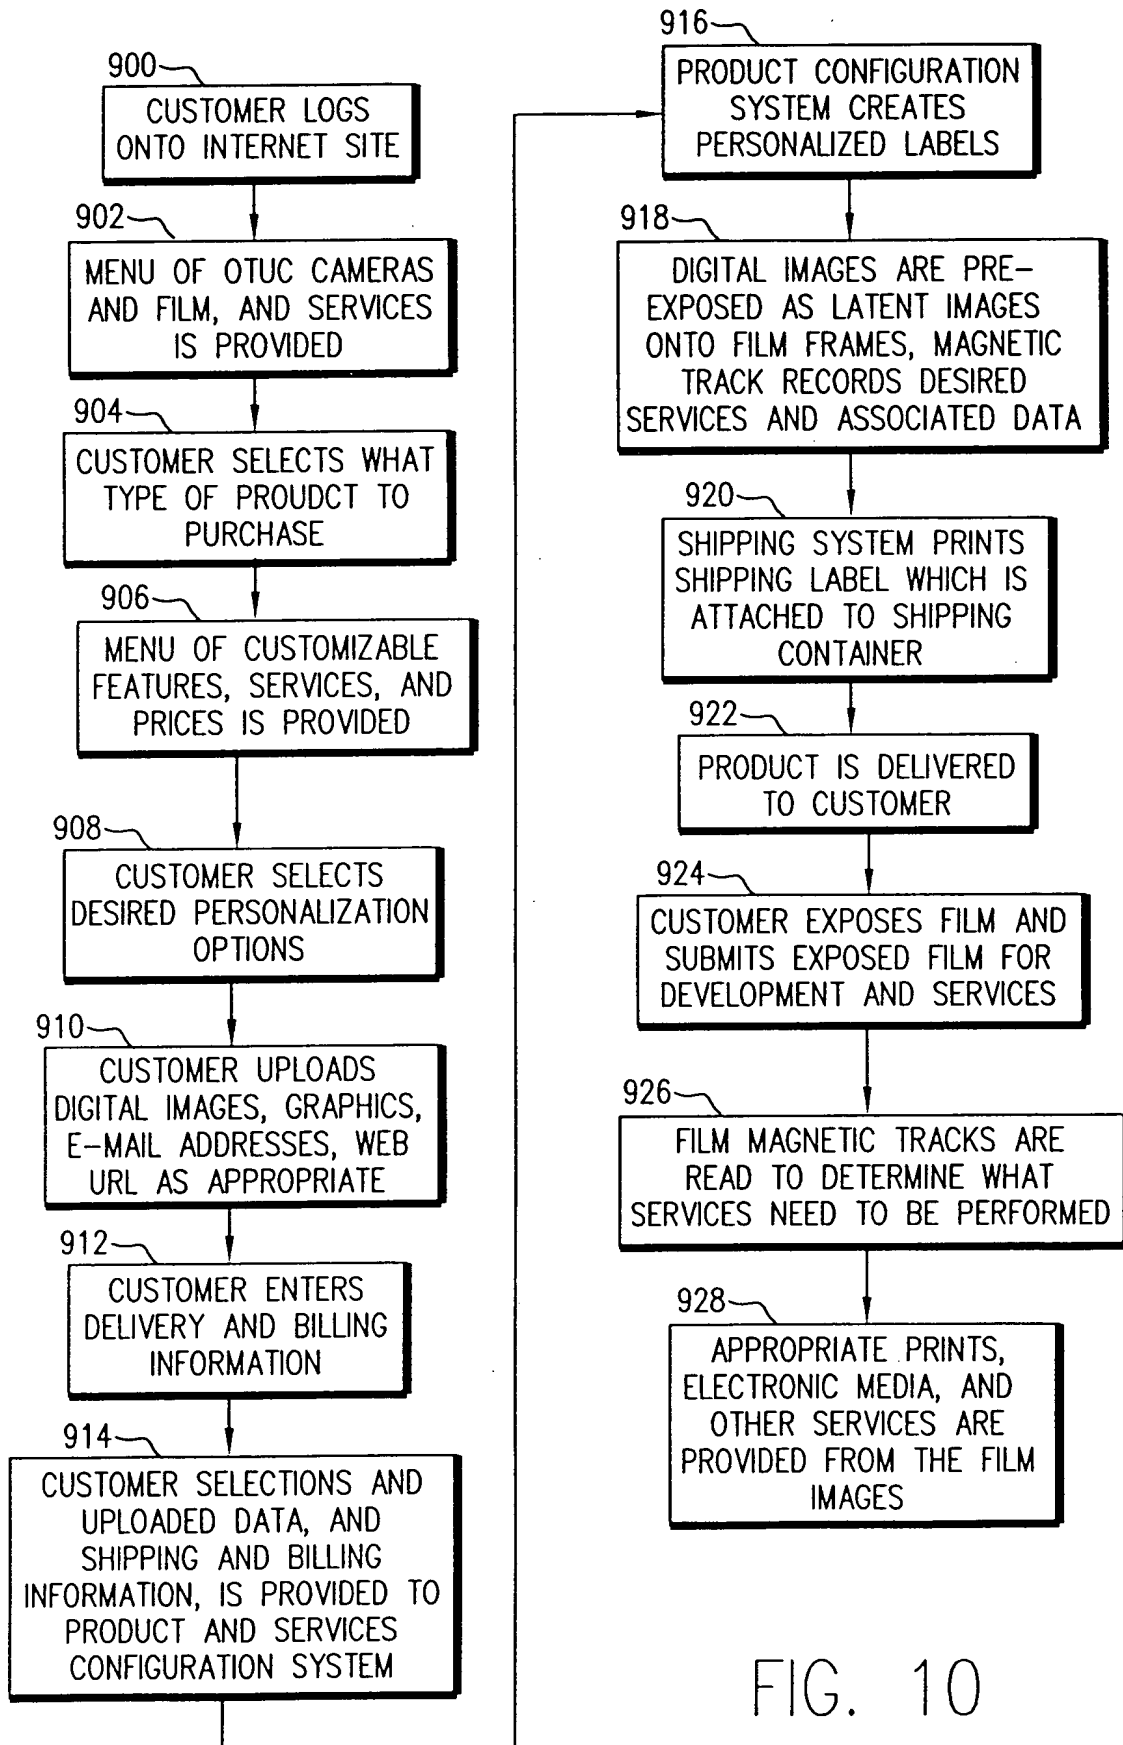 900
CUSTOMER LOGS
ONTO INTERNET SITE
902
MENU OF OTUC CAMERAS
AND FILM, AND SERVICES
IS PROVIDED
904
CUSTOMER SELECTS WHAT
TYPE OF PROUDCT TO
PURCHASE
906
MENU OF CUSTOMIZABLE
FEATURES, SERVICES, AND
PRICES IS PROVIDED
908
CUSTOMER SELECTS
DESIRED PERSONALIZATION
OPTIONS
910
CUSTOMER UPLOADS
DIGITAL IMAGES, GRAPHICS,
E-MAIL ADDRESSES, WEB
URL AS APPROPRIATE
912
CUSTOMER ENTERS
DELIVERY AND BILLING
INFORMATION
914
CUSTOMER SELECTIONS AND
UPLOADED DATA, AND
SHIPPING AND BILLING
INFORMATION, IS PROVIDED TO
PRODUCT AND SERVICES
CONFIGURATION SYSTEM
916
PRODUCT CONFIGURATION
SYSTEM CREATES
PERSONALIZED LABELS
918
DIGITAL IMAGES ARE PRE-
EXPOSED AS LATENT IMAGES
ONTO FILM FRAMES, MAGNETIC
TRACK RECORDS DESIRED
SERVICES AND ASSOCIATED DATA
920
SHIPPING SYSTEM PRINTS
SHIPPING LABEL WHICH IS
ATTACHED TO SHIPPING
CONTAINER
922
PRODUCT IS DELIVERED
TO CUSTOMER
924
CUSTOMER EXPOSES FILM AND
SUBMITS EXPOSED FILM FOR
DEVELOPMENT AND SERVICES
926
FILM MAGNETIC TRACKS ARE
READ TO DETERMINE WHAT
SERVICES NEED TO BE PERFORMED
928
APPROPRIATE PRINTS,
ELECTRONIC MEDIA, AND
OTHER SERVICES ARE
PROVIDED FROM THE FILM
IMAGES
FIG. 10